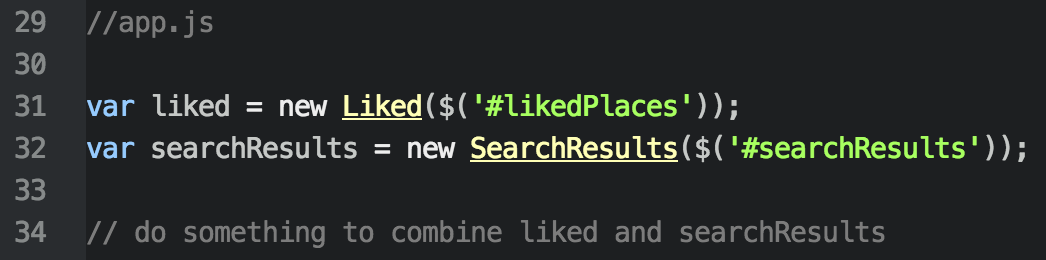 29 //app.js
30
31 var liked = new Liked($('#likedPlaces'));
32 var searchResults = new SearchResults($('#searchResults'));
33
34 // do something to combine liked and searchResults